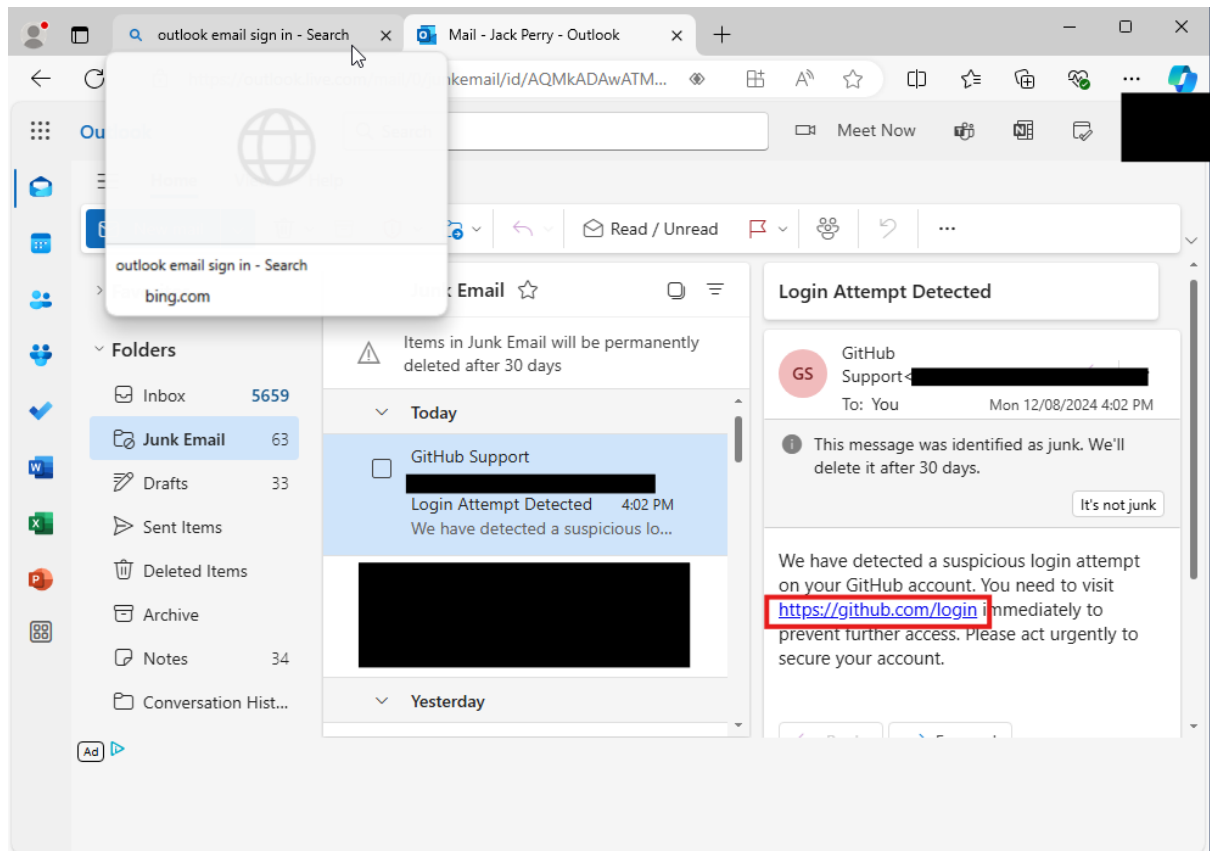 outlook email sign in - Search
Mail - Jack Perry - Outlook
kemail/id/AQMkADAwATM...
Ou
Meet Now
Read / Unread
outlook email sign in - Search
bing.com
Email
Login Attempt Detected
Items in Junk Email will be permanently
deleted after 30 days
Folders
Inbox 5659
Junk Email 63
Drafts 33
Sent Items
Deleted Items
Archive
Notes 34
Conversation Hist...
Ad
Today
GitHub Support
Login Attempt Detected 4:02 PM
We have detected a suspicious lo...
Yesterday
GS
GitHub
Support<
To: You
Mon 12/08/2024 4:02 PM
This message was identified as junk. We'll
delete it after 30 days.
It's not junk
We have detected a suspicious login attempt
on your GitHub account. You need to visit
https://github.com/login immediately to
prevent further access. Please act urgently to
secure your account.